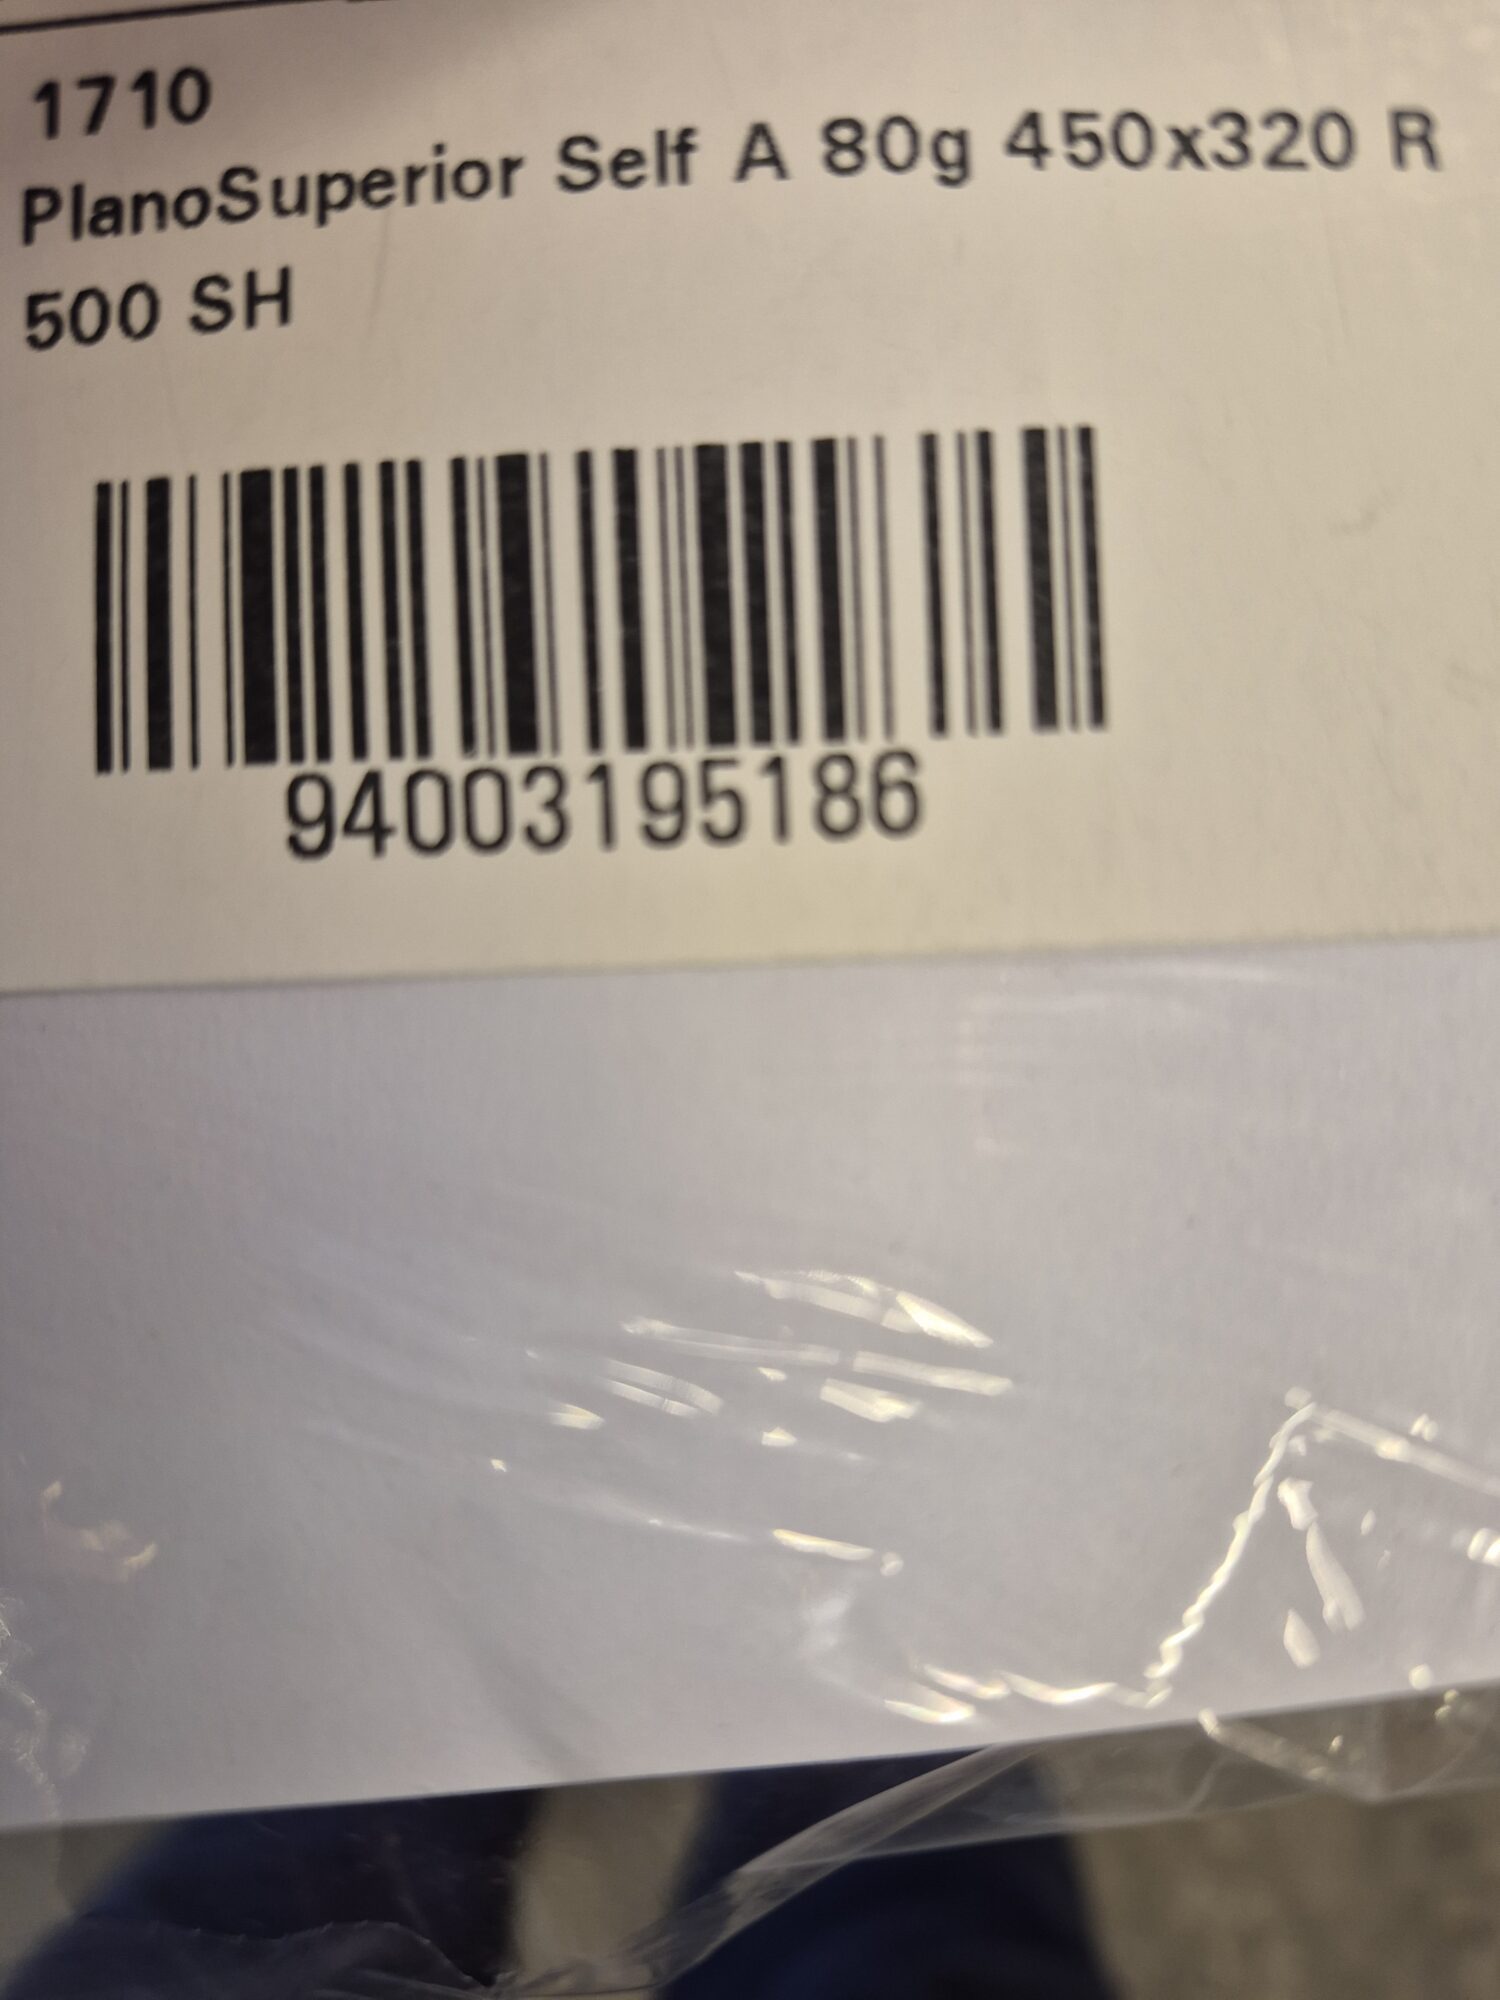 1710
PlanoSuperior Self A 80g 450x320 R
500 SH
94003195186